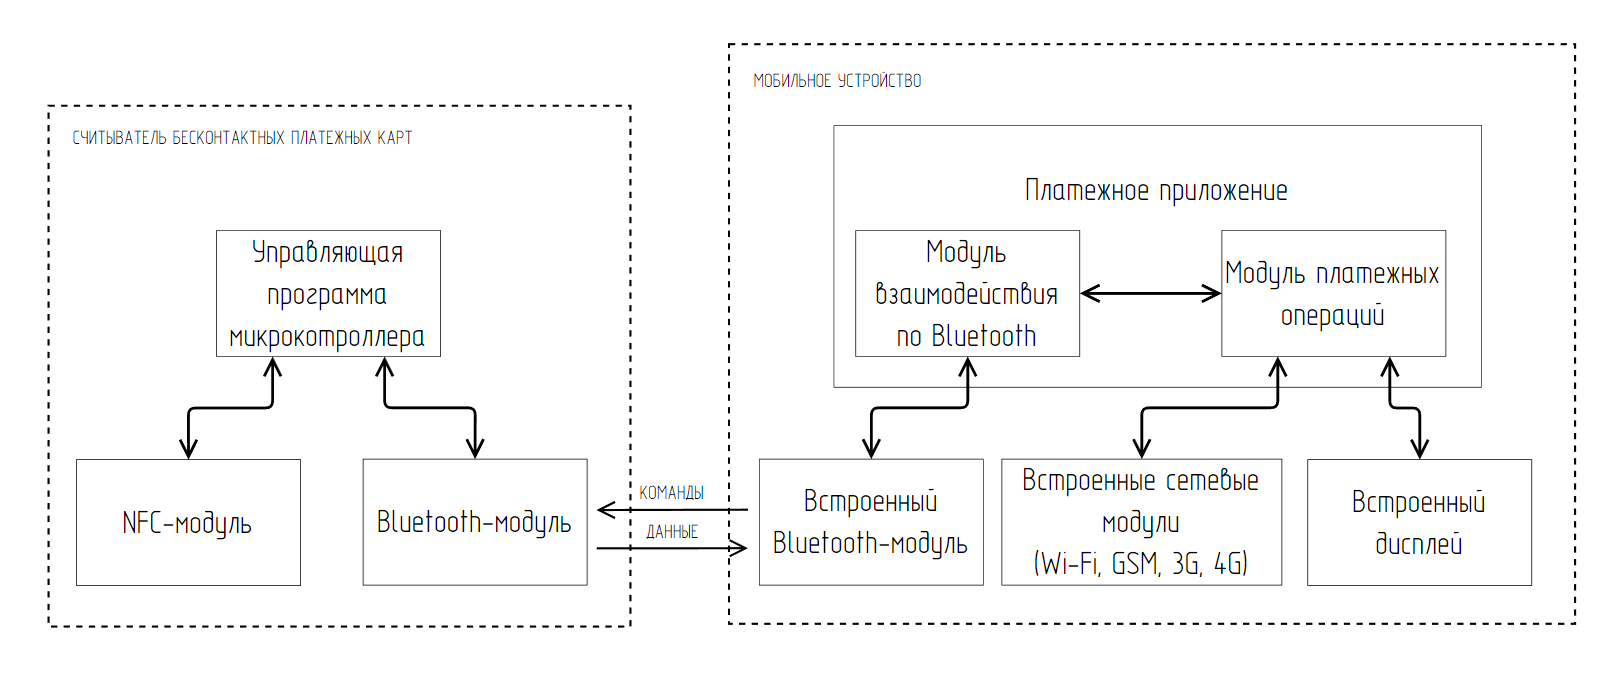 МОБИЛЬНОЕ УСТРОЙСТВО
СЧИТЫВАТЕЛЬ БЕСКОНТАКТНЫХ ПЛАТЕЖНЫХ КАРТ
Платежное приложение
Управляющая
программа
микрокотроллера
Модуль
взаимодействия
по Bluetooth
Модуль платежных
операций
NFC-модуль
Bluetooth-модуль
КОМАНДЫ
ДАННЫЕ
Встроенный
Bluetooth-модуль
Встроенные сетевые
модули
(Wi-Fi, GSM, 3G, 4G)
Встроенный
дисплей